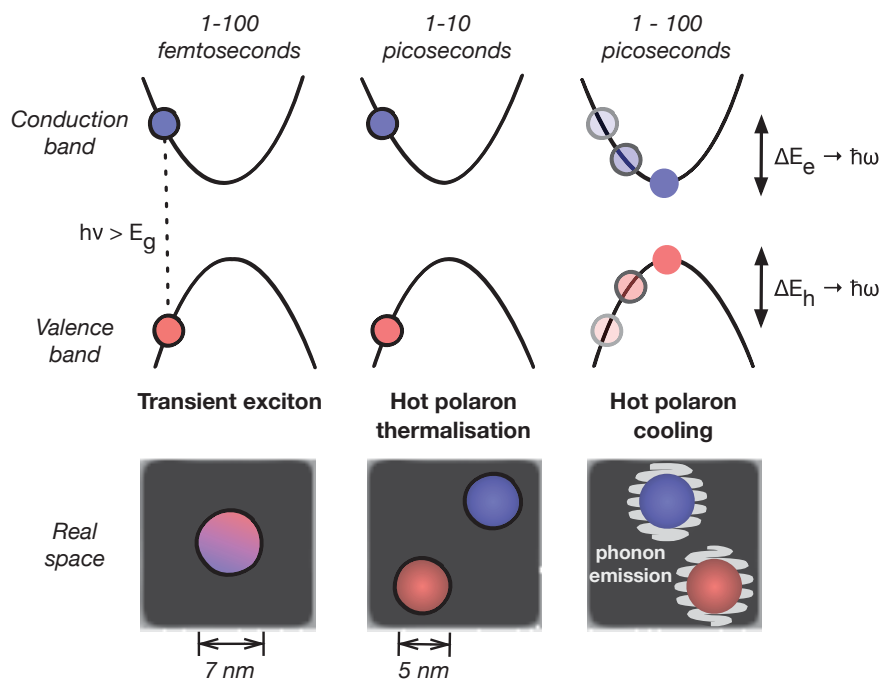 1-100
femtoseconds
1-10
picoseconds
1 - 100
picoseconds
Conduction
band
ΔEe → ħω
hν > Eg
ΔEh → ħω
Valence
band
Transient exciton
Hot polaron
thermalisation
Hot polaron
cooling
Real
space
phonon
emission
7 nm
5 nm